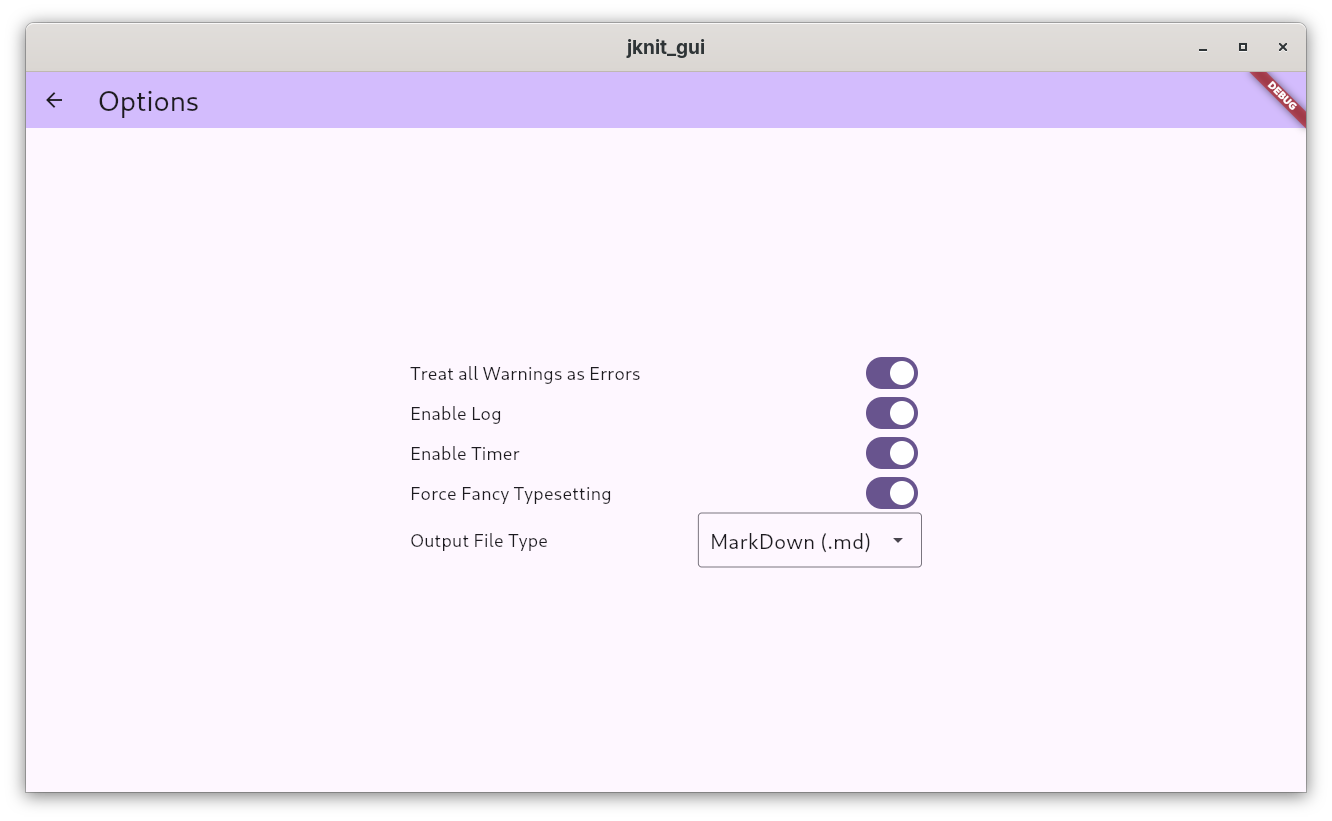 jknit_gui
Options
DEBUG
Treat all Warnings as Errors
Enable Log
Enable Timer
Force Fancy Typesetting
Output File Type MarkDown (.md)